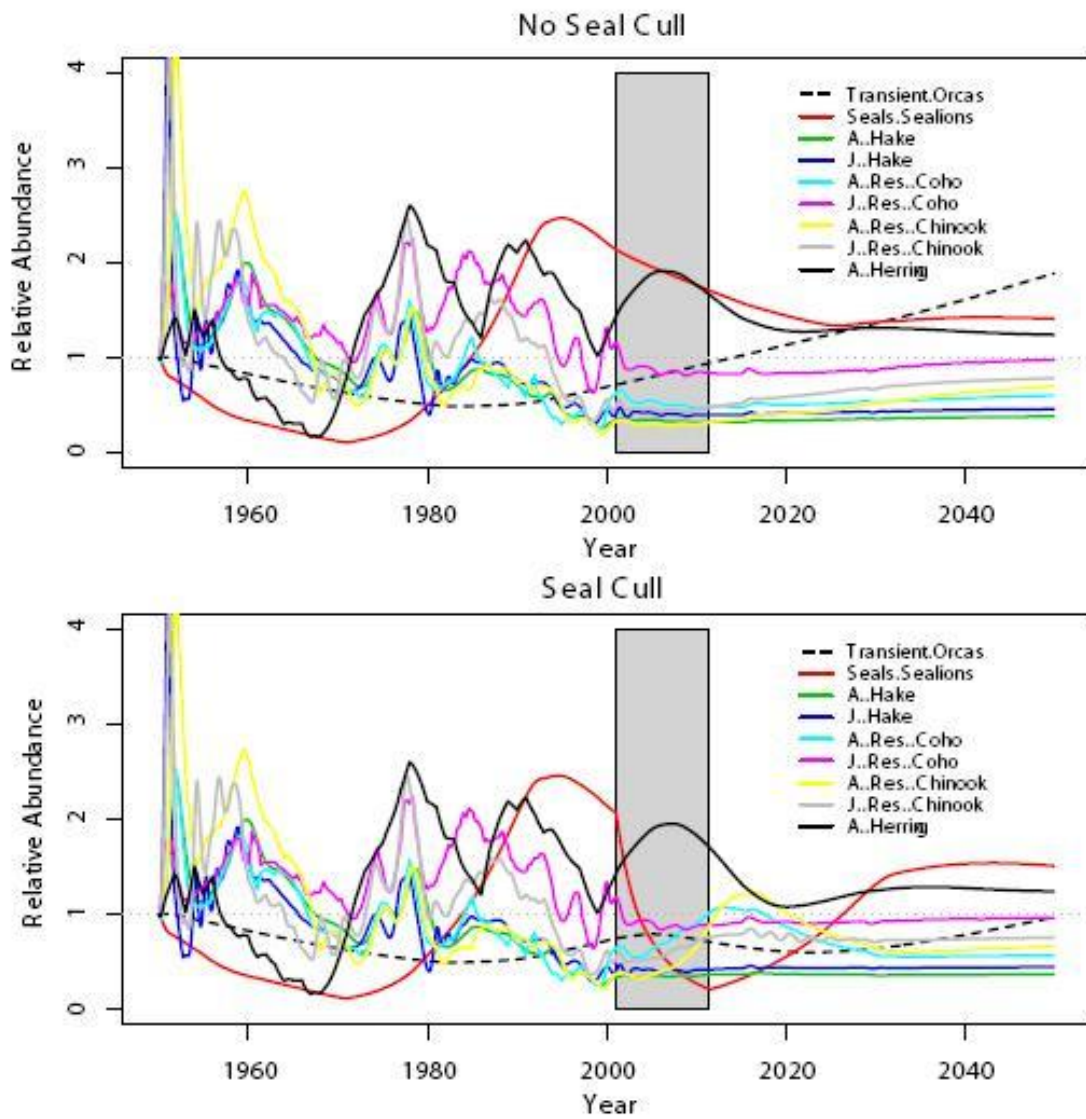 No Seal Cull
4
3
2
1
0
Relative Abundance
Transient.Orcas
Seals.Sealions
A..Hake
J..Hake
A..Res..Coho
J..Res..Coho
A..Res..Chinook
J..Res..Chinook
A..Herring
1960 1980 2000 2020 2040
Year
Seal Cull
4
3
2
1
0
Relative Abundance
Transient.Orcas
Seals.Sealions
A..Hake
J..Hake
A..Res..Coho
J..Res..Coho
A..Res..Chinook
J..Res..Chinook
A..Herring
1960 1980 2000 2020 2040
Year